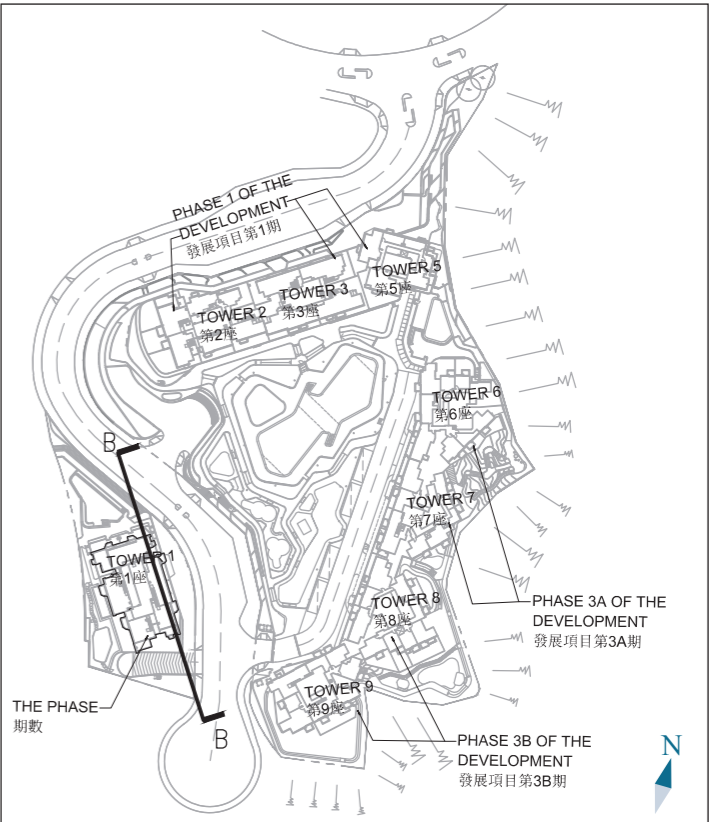 PHASE 1 OF THE
DEVELOPMENT
發展項目第1期
TOWER 5
第5座
TOWER 3
第3座
TOWER 2
第2座
TOWER 6
第6座
B
TOWER 7
第7座
TOWER 1
第1座
TOWER 8
第8座
PHASE 3A OF THE
DEVELOPMENT
發展項目第3A期
TOWER 9
第9座
THE PHASE
期數
B
PHASE 3B OF THE
DEVELOPMENT
發展項目第3B期
N